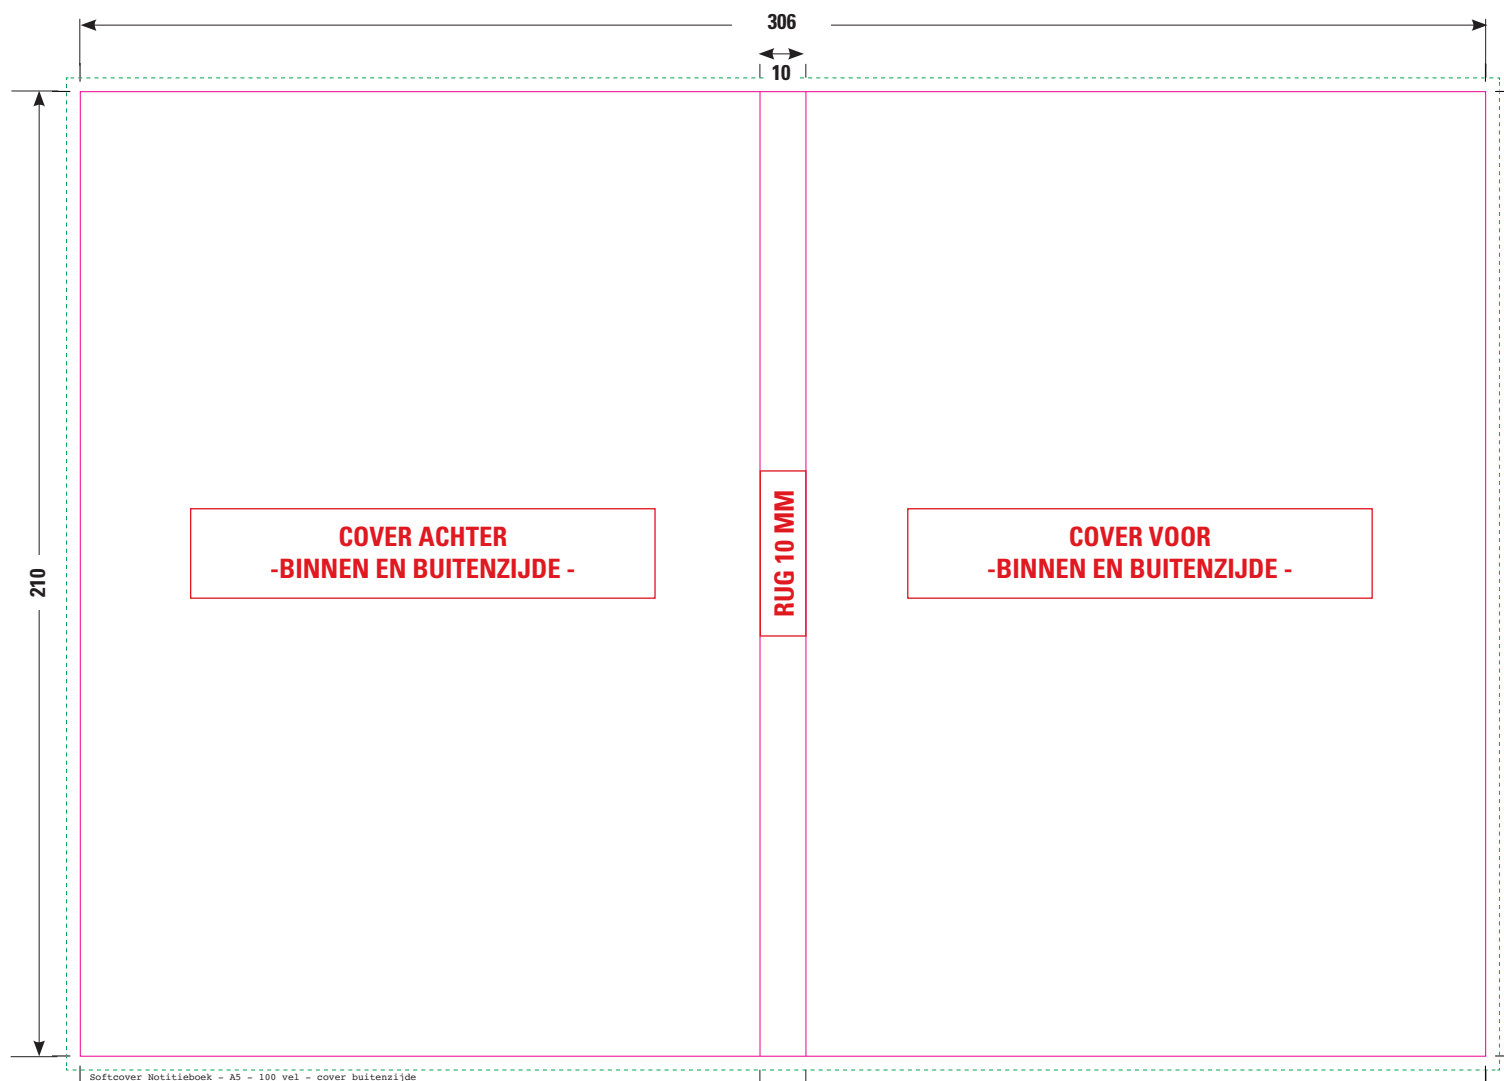 306
10
210
COVER ACHTER
-BINNEN EN BUITENZIJDE -
RUG 10 MM
COVER VOOR
-BINNEN EN BUITENZIJDE -
Softcover Notitieboek - A5 - 100 vel - cover buitenzijde